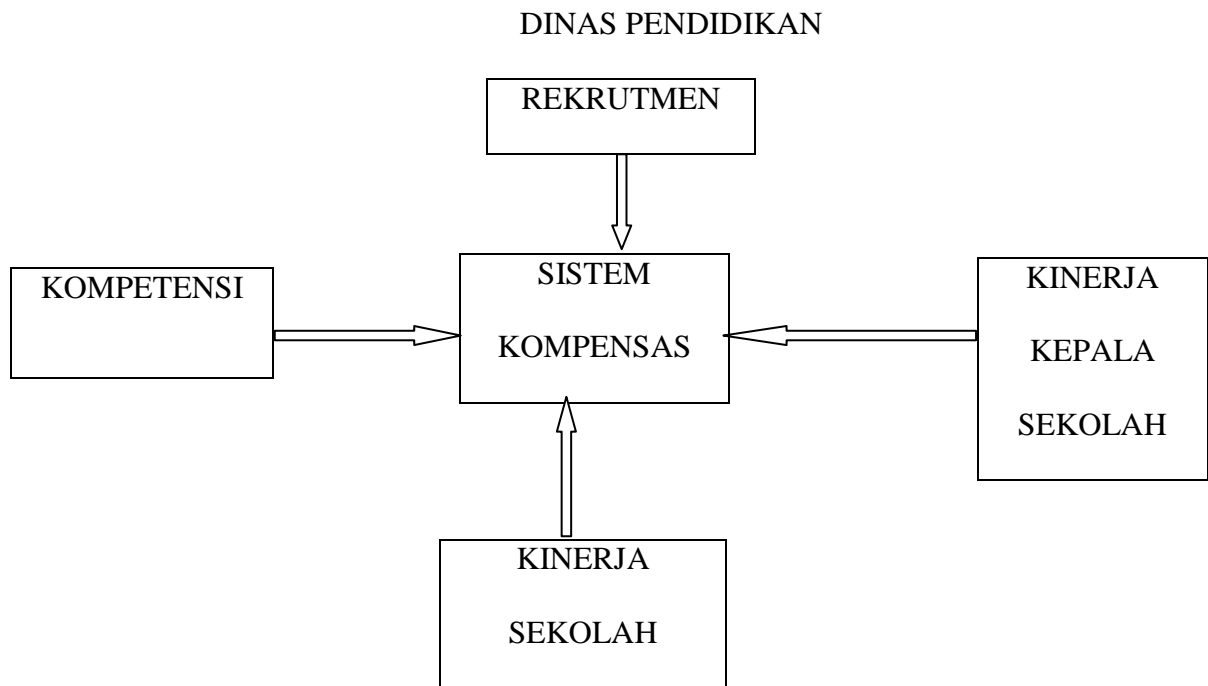 DINAS PENDIDIKAN
REKRUTMEN
KOMPETENSI
SISTEM
KOMPENSAS
KINERJA
KEPALA
SEKOLAH
KINERJA
SEKOLAH